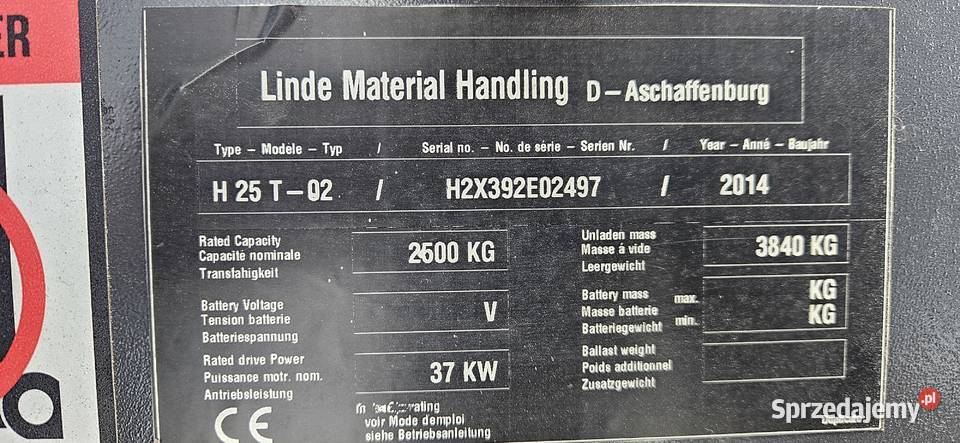 ER
Linde Material Handling D-Aschaffenburg
Type - Modèle - Typ / Serial no. - No. de série - Serien Nr. / Year - Anné - Baujahr
H 25 T-02 / H2X392E02497 / 2014
Rated Capacity
Capacité nominale
Transfahigkeit
2500 KG
Unladen mass
Masse á vide
Leergewicht
3840 KG
Battery Voltage
Tension batterie
Batteriespannung
V
Battery mass max.
Masse batterie
Batteriegewicht min.
KG
KG
Rated drive Power
Puissance motr. nom.
Antriebsleistung
37 KW
Ballast weight
Poids additionnel
Zusatzgewicht
CE
voir Mode demploi
siehe Betriebsanleitung
Sprzedajemy.pl